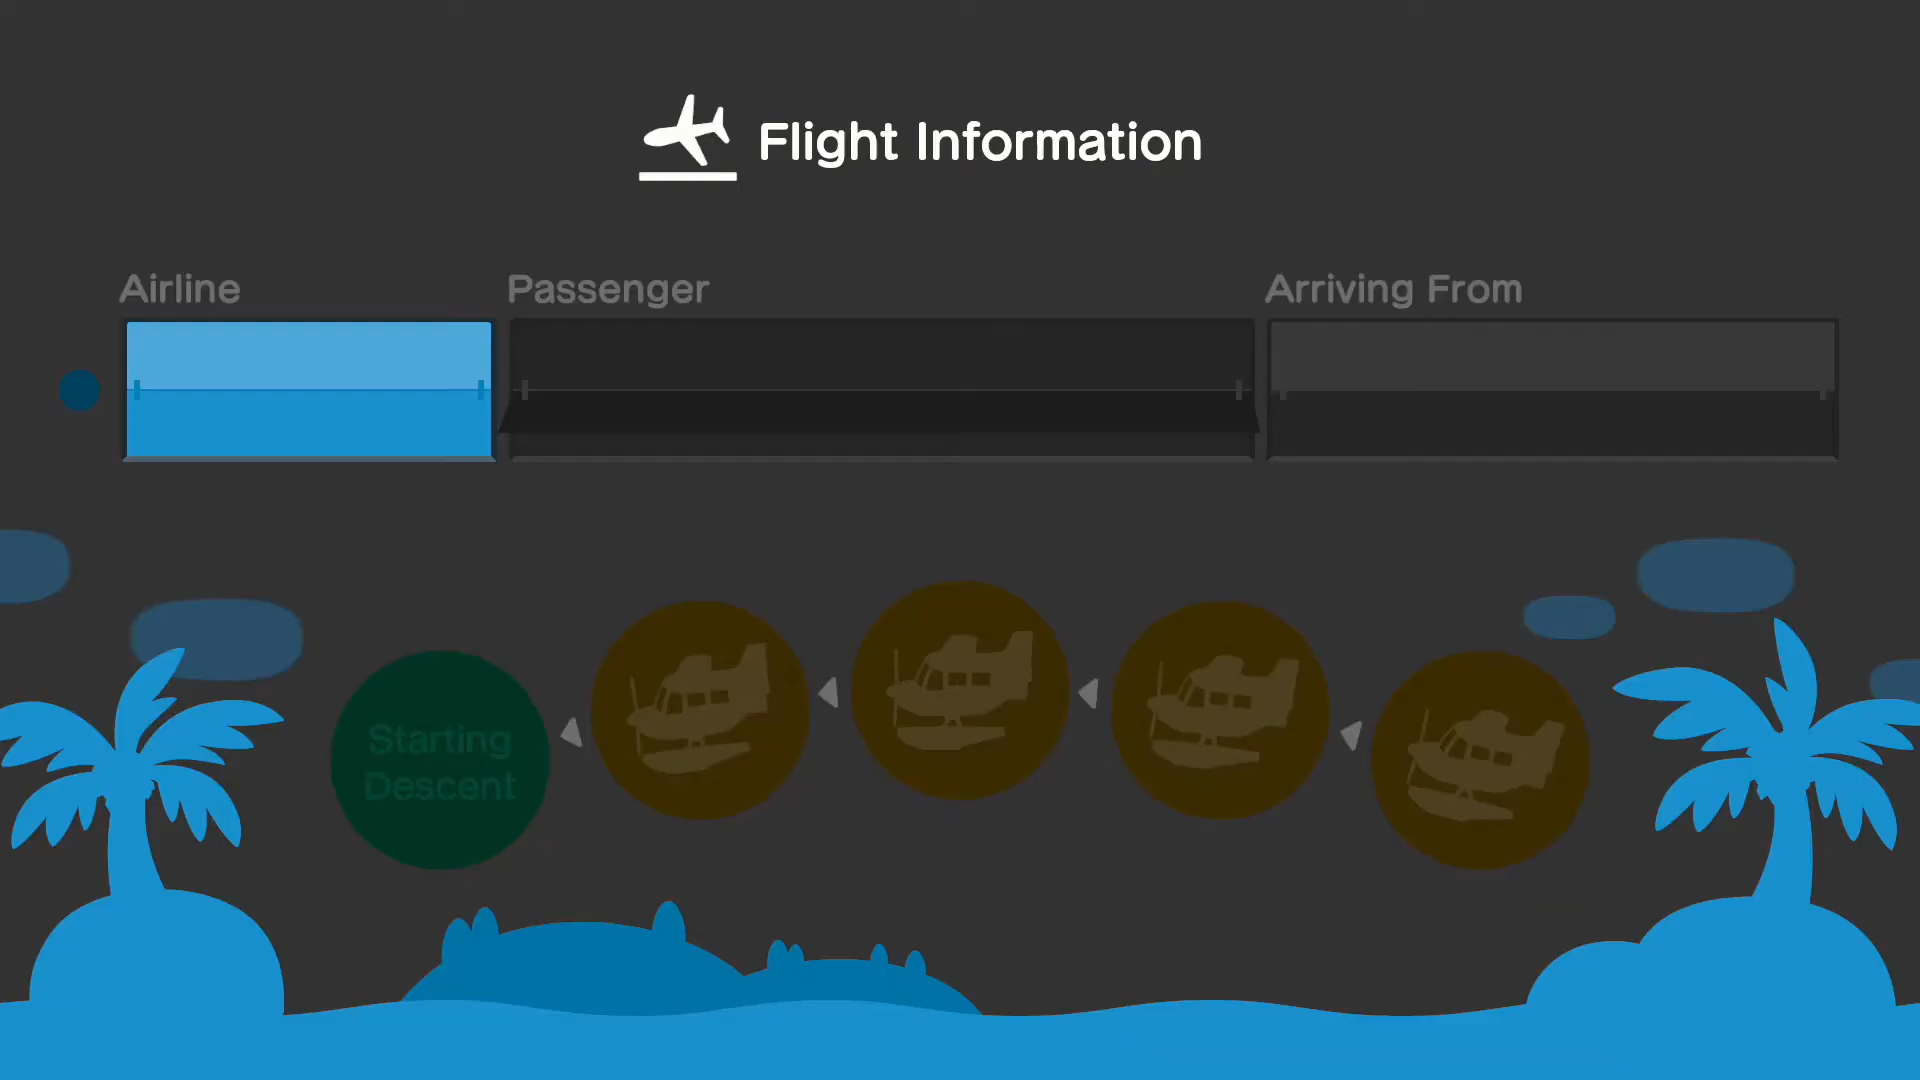 Flight Information
Airline
Passenger
Arriving From
Starting
Descent